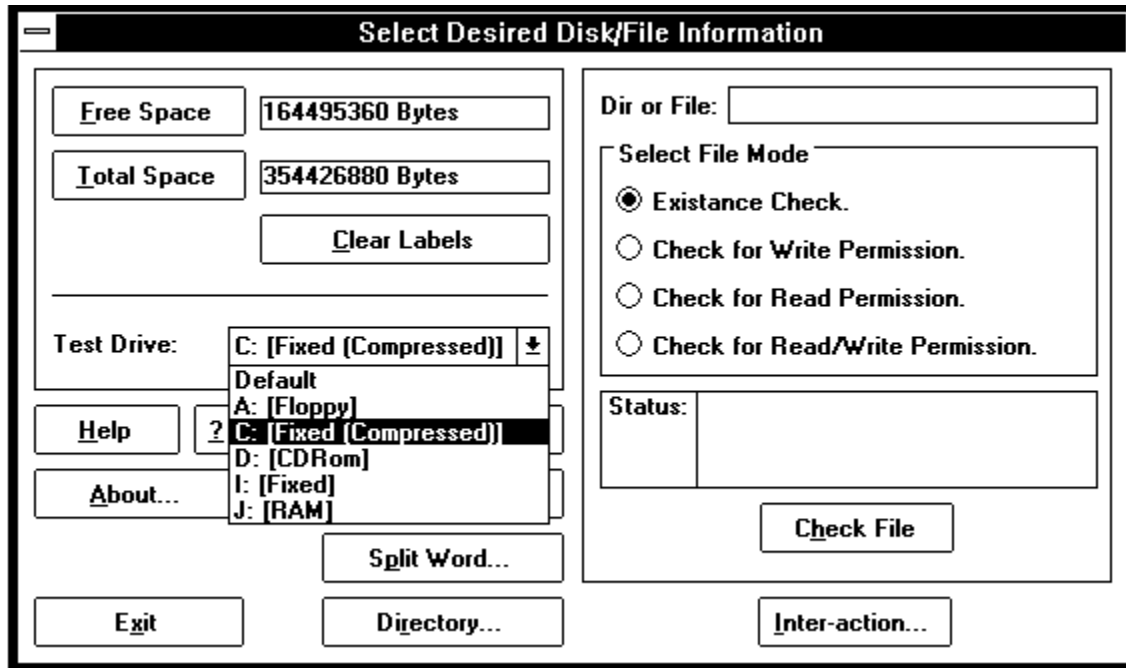 Select Desired Disk/File Information
Free Space
164495360 Bytes
Total Space
354426880 Bytes
Clear Labels
Test Drive:
C: [Fixed (Compressed)]
Default
A: [Floppy]
C: [Fixed (Compressed)]
D: [CDRom]
I: [Fixed]
J: [RAM]
Help
?
About...
Split Word...
Exit
Directory...
Dir or File:
Select File Mode
Existance Check.
Check for Write Permission.
Check for Read Permission.
Check for Read/Write Permission.
Status:
Check File
Inter-action...